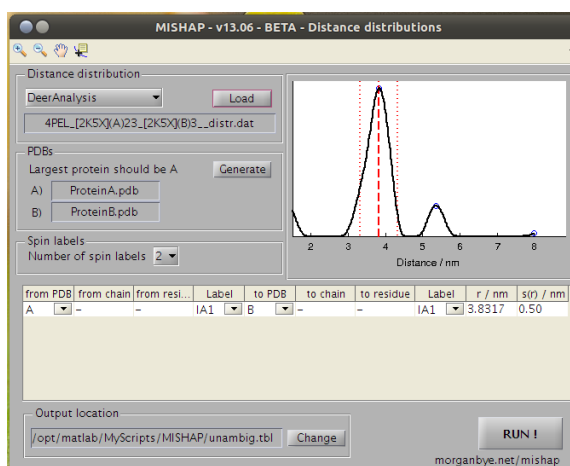 MISHAP - v13.06 - BETA - Distance distributions
Distance distribution
DeerAnalysis
Load
4PEL_[2K5X](A)23_[2K5X](B)3__distr.dat
PDBs
Largest protein should be A
Generate
A) ProteinA.pdb
B) ProteinB.pdb
Spin labels
Number of spin labels 2
2 3 4 5 6 7 8
Distance / nm
from PDB from chain from resi... Label to PDB to chain to residue Label r / nm s(r) / nm
A - - IA1 B - - IA1 3.8317 0.50
Output location
/opt/matlab/MyScripts/MISHAP/unambig.tbl Change
RUN !
morganbye.net/mishap